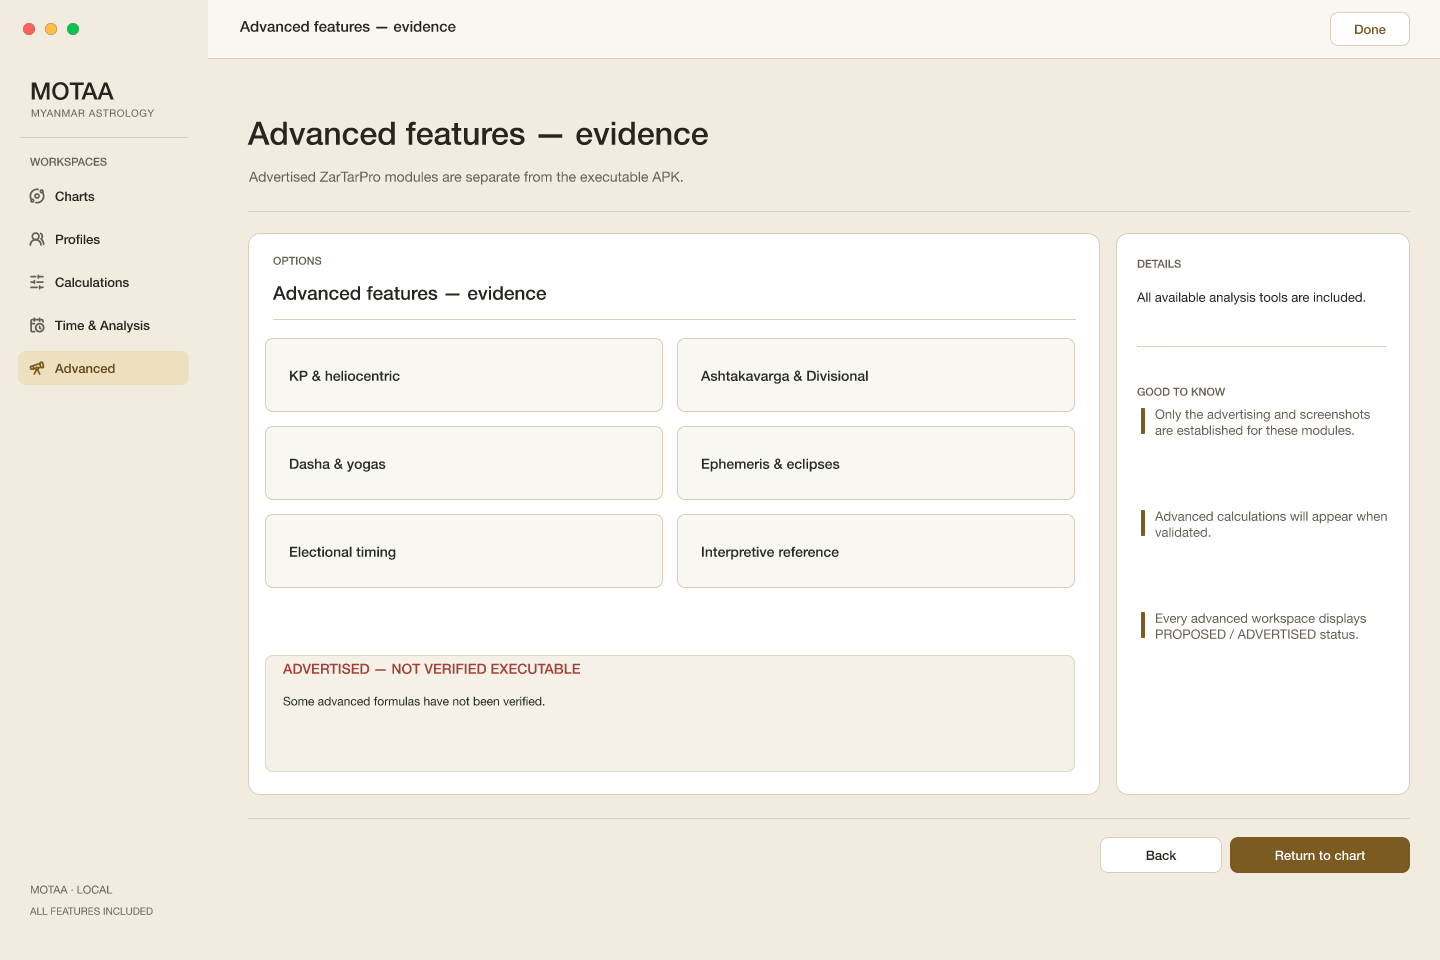 Advanced features — evidence
Done
MOTAA
MYANMAR ASTROLOGY
WORKSPACES
Charts
Profiles
Calculations
Time & Analysis
Advanced
MOTAA · LOCAL
ALL FEATURES INCLUDED
Advanced features — evidence
Advertised ZarTarPro modules are separate from the executable APK.
OPTIONS
Advanced features — evidence
KP & heliocentric
Ashtakavarga & Divisional
Dasha & yogas
Ephemeris & eclipses
Electional timing
Interpretive reference
ADVERTISED — NOT VERIFIED EXECUTABLE
Some advanced formulas have not been verified.
DETAILS
All available analysis tools are included.
GOOD TO KNOW
Only the advertising and screenshots
are established for these modules.
Advanced calculations will appear when
validated.
Every advanced workspace displays
PROPOSED / ADVERTISED status.
Back
Return to chart